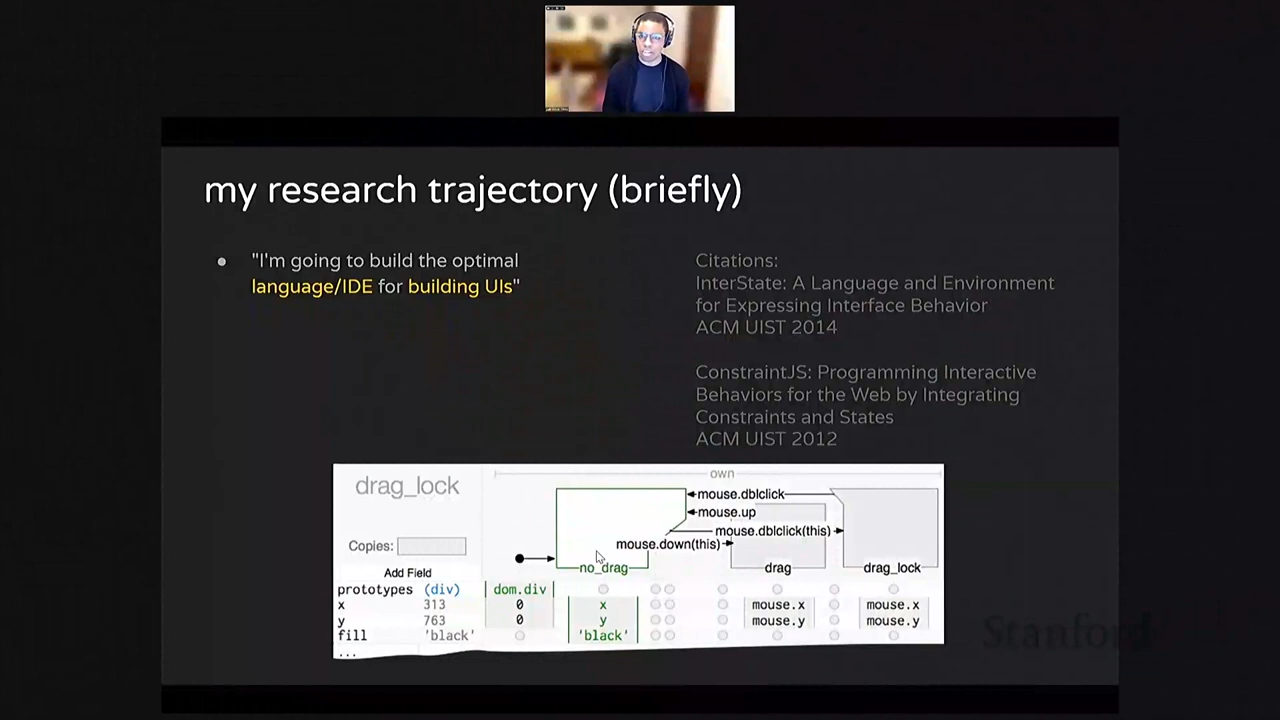 my research trajectory (briefly)
● "I'm going to build the optimal
language/IDE for building UIs"
Citations:
InterState: A Language and Environment
for Expressing Interface Behavior
ACM UIST 2014
ConstraintJS: Programming Interactive
Behaviors for the Web by Integrating
Constraints and States
ACM UIST 2012
own
drag_lock
mouse.dblclick
mouse.up
mouse.dblclick(this)
mouse.down(this)
Copies:
no_drag drag drag_lock
Add Field
prototypes (div) dom.div
x 313 0 x mouse.x mouse.x
y 763 0 y mouse.y mouse.y
fill 'black' 'black'
...
Stanford